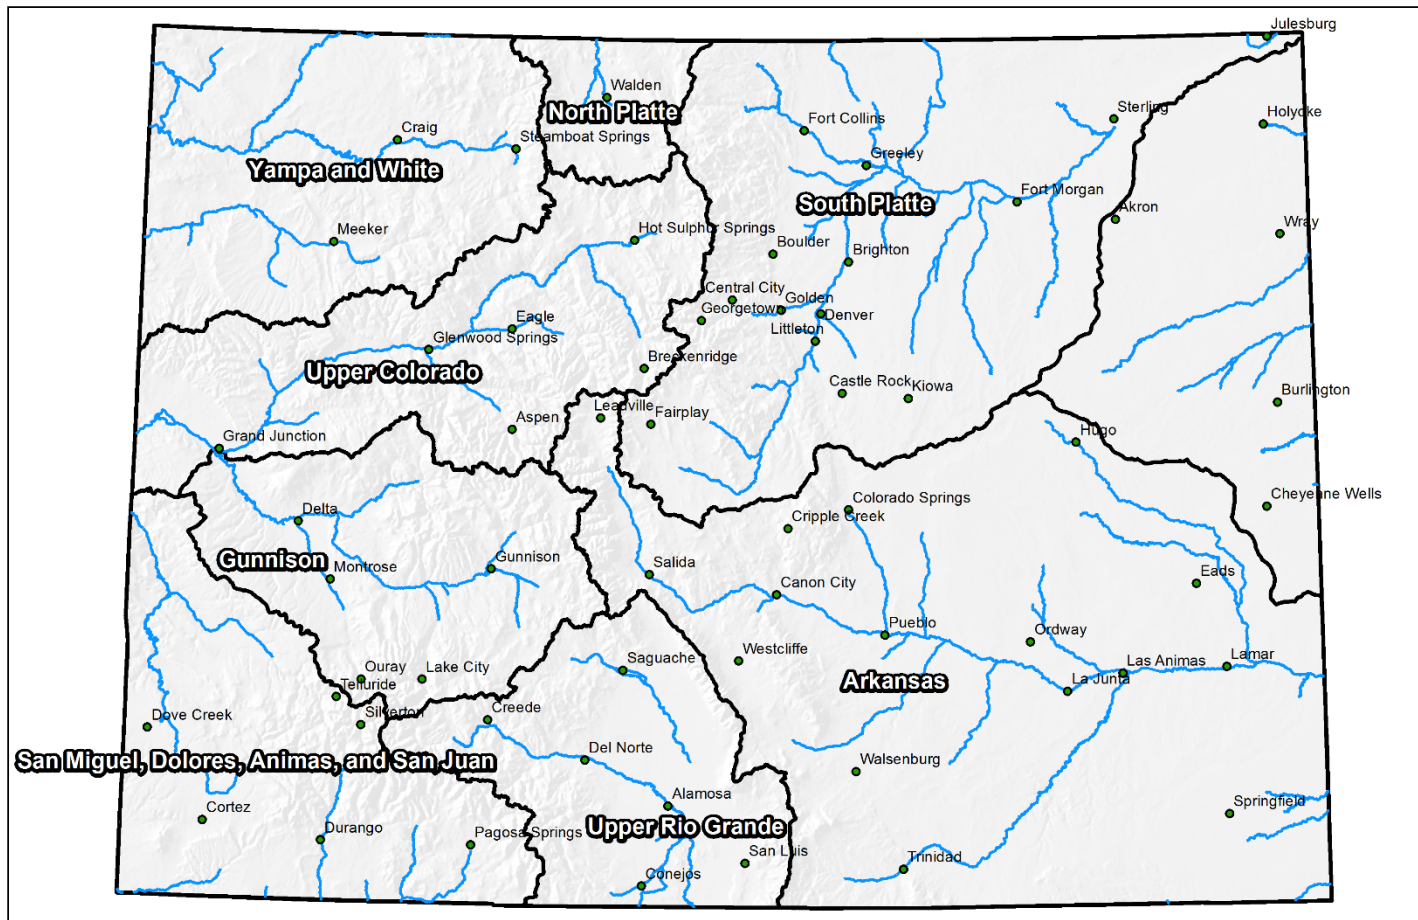 Julesburg
Walden
North Platte
Sterling
Holyoke
Fort Collins
Craig
Steamboat Springs
Greeley
Yampa and White
Fort Morgan
South Platte
Akron
Wray
Meeker
Hot Sulphur Springs
Boulder
Brighton
Central City
Golden
Georgetown
Denver
Eagle
Littleton
Glenwood Springs
Breckenridge
Upper Colorado
Castle Rock
Kiowa
Burlington
Aspen
Leadville
Fairplay
Hugo
Grand Junction
Cheyenne Wells
Colorado Springs
Delta
Cripple Creek
Gunnison
Gunnison
Montrose
Salida
Canon City
Eads
Pueblo
Ordway
Saguache
Westcliffe
Lamar
Ouray
Lake City
Las Animas
Arkansas
La Junta
Telluride
Dove Creek
Silverton
Creede
Del Norte
San Miguel, Dolores, Animas, and San Juan
Walsenburg
Alamosa
Springfield
Cortez
Upper Rio Grande
Durango
Pagosa Springs
San Luis
Trinidad
Conejos